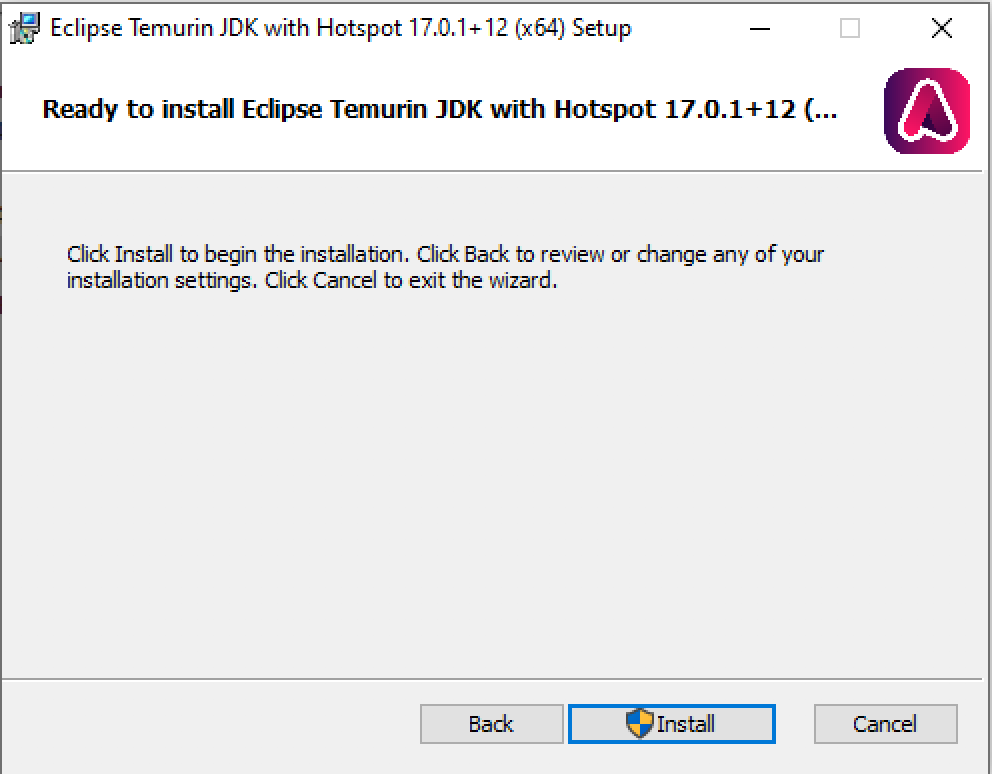 Eclipse Temurin JDK with Hotspot 17.0.1+12 (x64) Setup
Ready to install Eclipse Temurin JDK with Hotspot 17.0.1+12 (...
Click Install to begin the installation. Click Back to review or change any of your
installation settings. Click Cancel to exit the wizard.
Back
Install
Cancel